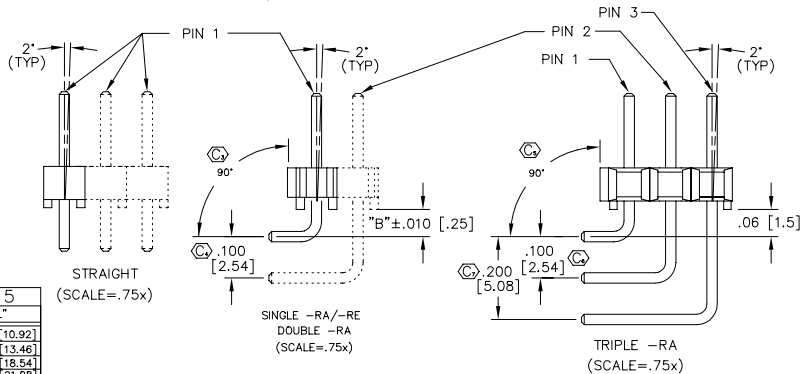 PIN 3
PIN 1
PIN 2
PIN 1
2°
(TYP)
2°
(TYP)
2°
(TYP)
C3
90°
C5
90°
"B"±.010 [.25]
.06 [1.5]
C4 .100
[2.54]
.100
[2.54] C6
C7 .200
[5.08]
STRAIGHT
(SCALE=.75x)
SINGLE -RA/-RE
DOUBLE -RA
(SCALE=.75x)
TRIPLE -RA
(SCALE=.75x)
5
[10.92]
[13.46]
[18.54]